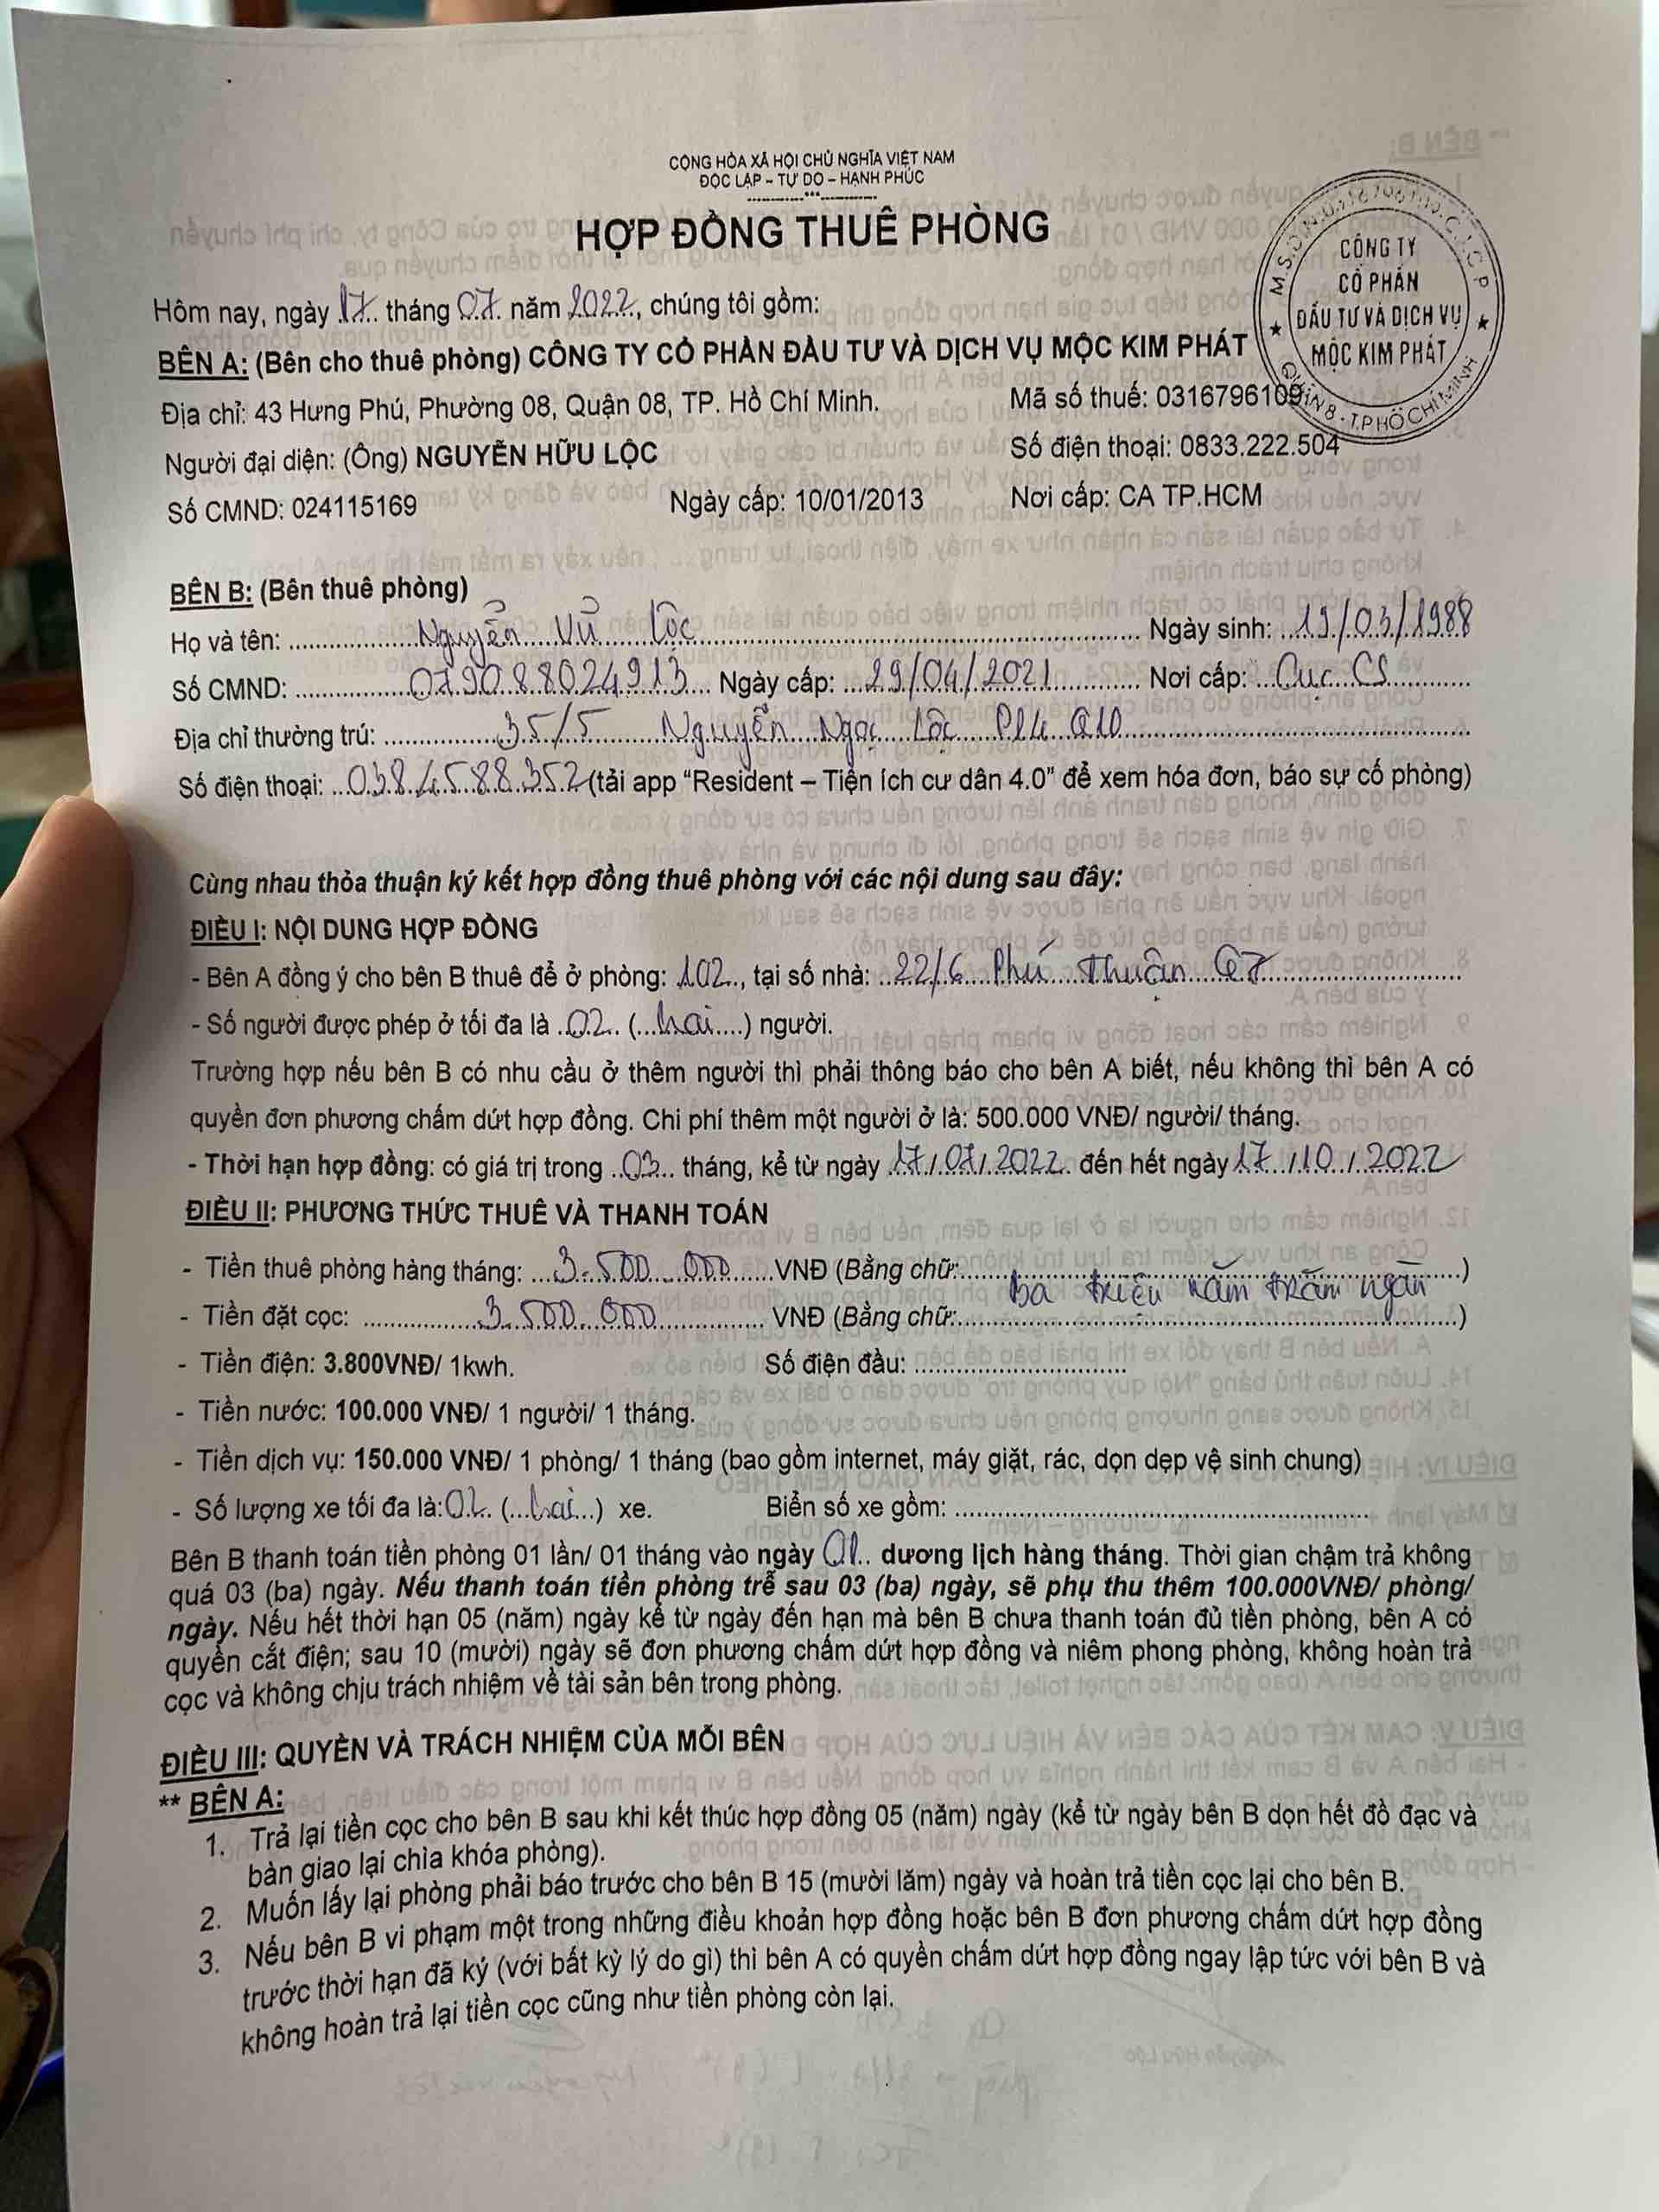 CỘNG HÒA XÃ HỘI CHỦ NGHĨA VIỆT NAM
ĐỘC LẬP – TỰ DO – HẠNH PHÚC
HỢP ĐỒNG THUÊ PHÒNG
CÔNG TY
CỔ PHẦN
ĐẦU TƯ VÀ DỊCH VỤ
MỘC KIM PHÁT
QUẬN 8 - T.P HỒ CHÍ MINH
Hôm nay, ngày 17 tháng 07 năm 2022, chúng tôi gồm:
BÊN A: (Bên cho thuê phòng) CÔNG TY CỔ PHẦN ĐẦU TƯ VÀ DỊCH VỤ MỘC KIM PHÁT
Địa chỉ: 43 Hưng Phú, Phường 08, Quận 08, TP. Hồ Chí Minh. Mã số thuế: 0316796109
Người đại diện: (Ông) NGUYỄN HỮU LỘC Số điện thoại: 0833.222.504
Số CMND: 024115169 Ngày cấp: 10/01/2013 Nơi cấp: CA TP.HCM
BÊN B: (Bên thuê phòng)
Họ và tên: Nguyễn Vũ Lộc Ngày sinh: 19/03/1988
Số CMND: 079088024913 Ngày cấp: 29/04/2021 Nơi cấp: Cục CS
Địa chỉ thường trú: 35/5 Nguyễn Ngọc Lộc P14 Q10
Số điện thoại: 0384588352 (tải app “Resident – Tiện ích cư dân 4.0” để xem hóa đơn, báo sự cố phòng)
Cùng nhau thỏa thuận ký kết hợp đồng thuê phòng với các nội dung sau đây:
ĐIỀU I: NỘI DUNG HỢP ĐỒNG
- Bên A đồng ý cho bên B thuê để ở phòng: 102, tại số nhà: 22/6 Phú Thuận Q7
- Số người được phép ở tối đa là 02 (hai) người.
Trường hợp nếu bên B có nhu cầu ở thêm người thì phải thông báo cho bên A biết, nếu không thì bên A có
quyền đơn phương chấm dứt hợp đồng. Chi phí thêm một người ở là: 500.000 VNĐ/ người/ tháng.
- Thời hạn hợp đồng: có giá trị trong 03 tháng, kể từ ngày 17/07/2022 đến hết ngày 17/10/2022
ĐIỀU II: PHƯƠNG THỨC THUÊ VÀ THANH TOÁN
- Tiền thuê phòng hàng tháng: 3.500.000 VNĐ (Bằng chữ: ba triệu năm trăm ngàn)
- Tiền đặt cọc: 3.500.000 VNĐ (Bằng chữ: )
- Tiền điện: 3.800VNĐ/ 1kwh. Số điện đầu:
- Tiền nước: 100.000 VNĐ/ 1 người/ 1 tháng.
- Tiền dịch vụ: 150.000 VNĐ/ 1 phòng/ 1 tháng (bao gồm internet, máy giặt, rác, dọn dẹp vệ sinh chung)
- Số lượng xe tối đa là: 02 (hai) xe. Biển số xe gồm:
Bên B thanh toán tiền phòng 01 lần/ 01 tháng vào ngày 01 dương lịch hàng tháng. Thời gian chậm trả không
quá 03 (ba) ngày. Nếu thanh toán tiền phòng trễ sau 03 (ba) ngày, sẽ phụ thu thêm 100.000VNĐ/ phòng/
ngày. Nếu hết thời hạn 05 (năm) ngày kể từ ngày đến hạn mà bên B chưa thanh toán đủ tiền phòng, bên A có
quyền cắt điện; sau 10 (mười) ngày sẽ đơn phương chấm dứt hợp đồng và niêm phong phòng, không hoàn trả
cọc và không chịu trách nhiệm về tài sản bên trong phòng.
ĐIỀU III: QUYỀN VÀ TRÁCH NHIỆM CỦA MỖI BÊN
** BÊN A:
1. Trả lại tiền cọc cho bên B sau khi kết thúc hợp đồng 05 (năm) ngày (kể từ ngày bên B dọn hết đồ đạc và
bàn giao lại chìa khóa phòng).
2. Muốn lấy lại phòng phải báo trước cho bên B 15 (mười lăm) ngày và hoàn trả tiền cọc lại cho bên B.
3. Nếu bên B vi phạm một trong những điều khoản hợp đồng hoặc bên B đơn phương chấm dứt hợp đồng
trước thời hạn đã ký (với bất kỳ lý do gì) thì bên A có quyền chấm dứt hợp đồng ngay lập tức với bên B và
không hoàn trả lại tiền cọc cũng như tiền phòng còn lại.